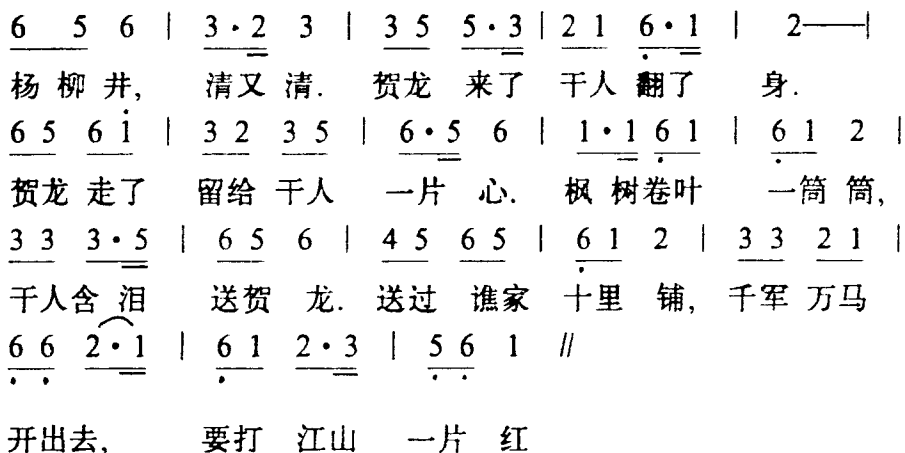 6 5 6 | 3·2 3 | 3 5 5·3 | 2 1 6·1 | 2——|
杨柳井, 清又清. 贺龙来了 干人翻了 身.
6 5 6 i | 3 2 3 5 | 6·5 6 | 1·1 6 1 | 6 1 2 |
贺龙走了 留给干人 一片心. 枫树卷叶 一筒筒,
3 3 3·5 | 6 5 6 | 4 5 6 5 | 6 1 2 | 3 3 2 1 |
干人含泪 送贺龙. 送过谯家 十里铺, 千军万马
6 6 2·1 | 6 1 2·3 | 5 6 1 //
开出去, 要打江山 一片红